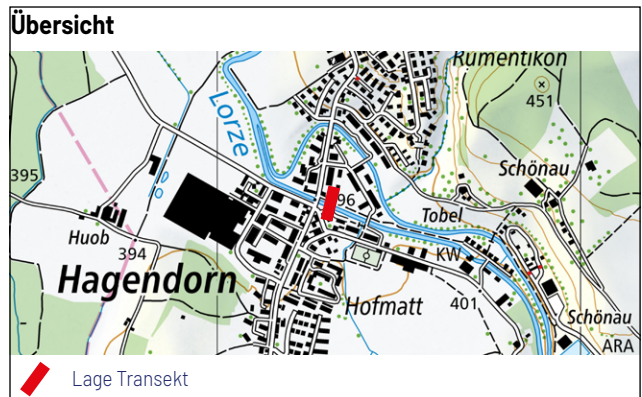 Übersicht
Rumentikon
451
Lorze
Schönau
395
96
Tobel
Huob
394
KW
Hagendorn
Hofmatt
401
Schönau
ARA
Lage Transekt